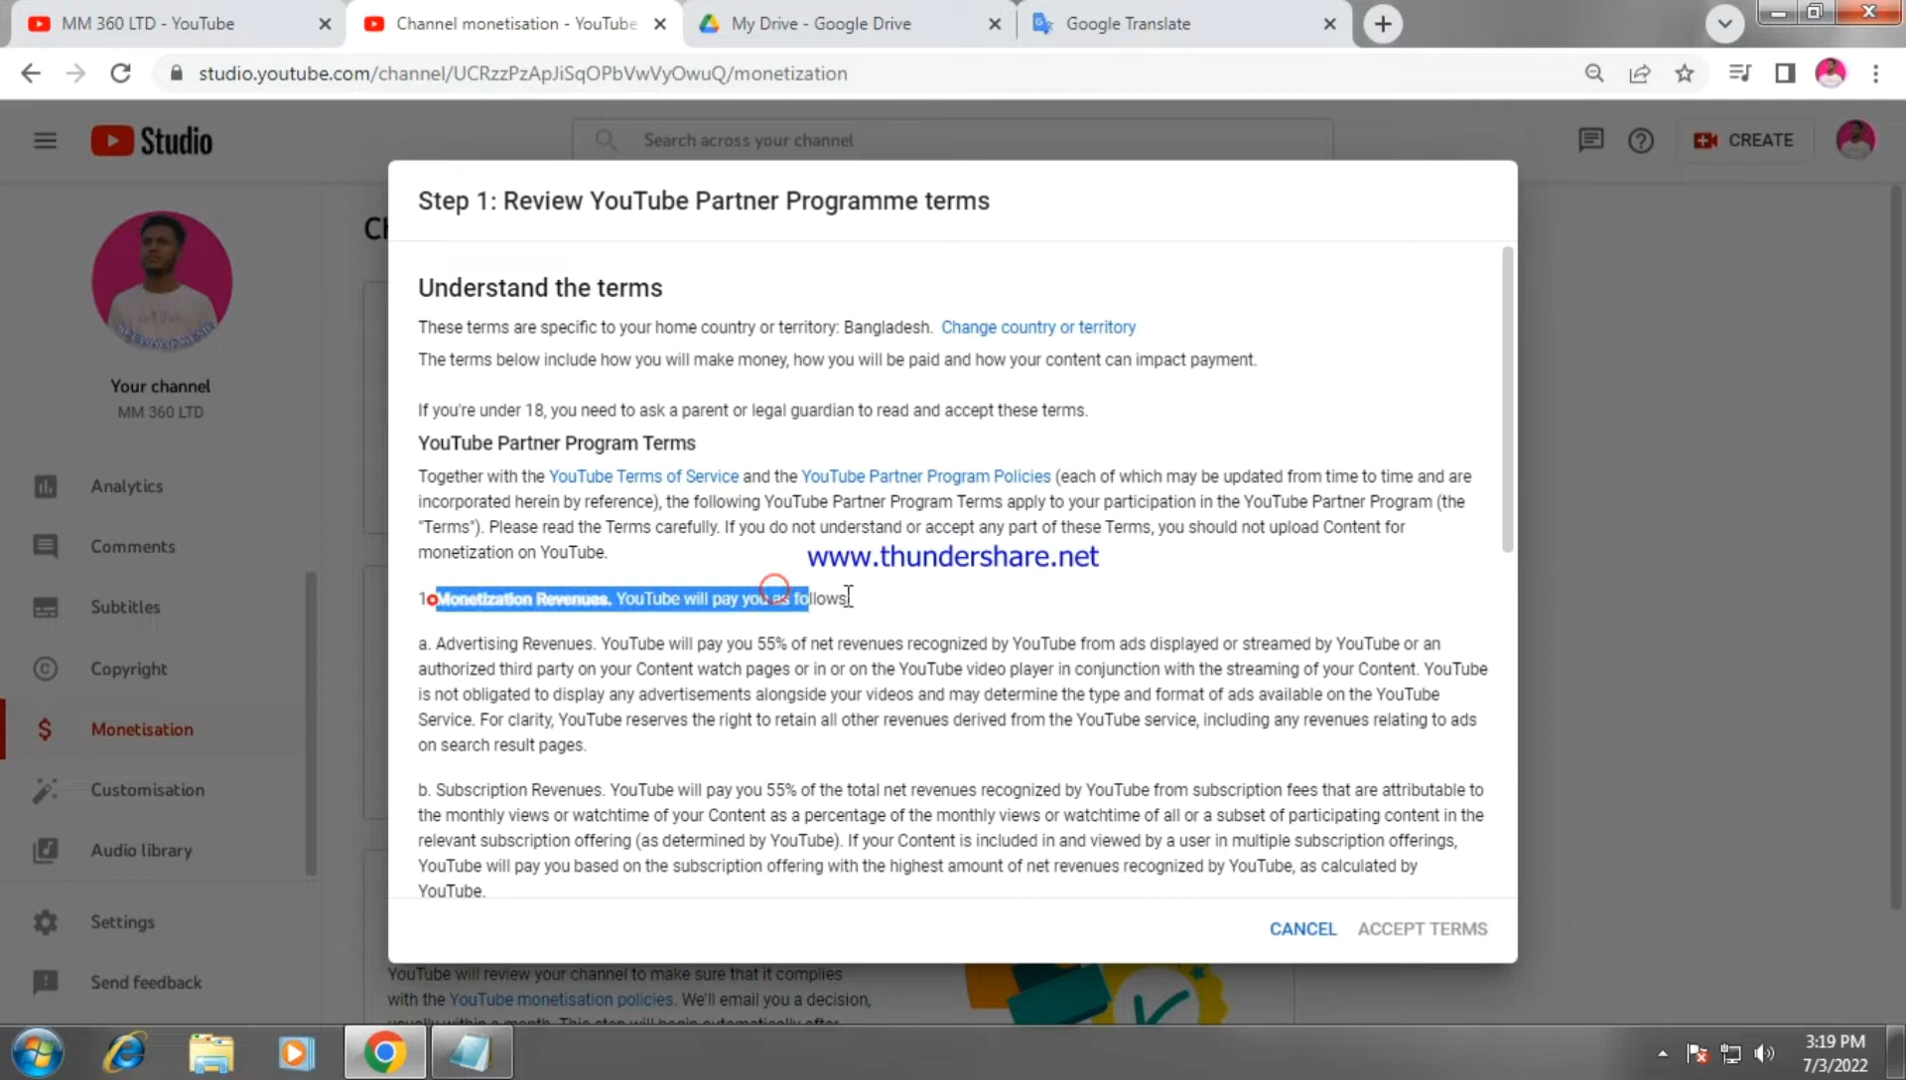 MM 360 LTD - YouTube
Channel monetisation - YouTube
My Drive - Google Drive
Google Translate
studio.youtube.com/channel/UCRzzPzApJiSqOPbVwVyOwuQ/monetization
Studio
Search across your channel
CREATE
Step 1: Review YouTube Partner Programme terms
Ch
Understand the terms
These terms are specific to your home country or territory: Bangladesh. Change country or territory
The terms below include how you will make money, how you will be paid and how your content can impact payment.
If you're under 18, you need to ask a parent or legal guardian to read and accept these terms.
YouTube Partner Program Terms
Together with the YouTube Terms of Service and the YouTube Partner Program Policies (each of which may be updated from time to time and are
incorporated herein by reference), the following YouTube Partner Program Terms apply to your participation in the YouTube Partner Program (the
"Terms"). Please read the Terms carefully. If you do not understand or accept any part of these Terms, you should not upload Content for
monetization on YouTube.
www.thundershare.net
1 Monetization Revenues. YouTube will pay you as follows
a. Advertising Revenues. YouTube will pay you 55% of net revenues recognized by YouTube from ads displayed or streamed by YouTube or an
authorized third party on your Content watch pages or in or on the YouTube video player in conjunction with the streaming of your Content. YouTube
is not obligated to display any advertisements alongside your videos and may determine the type and format of ads available on the YouTube
Service. For clarity, YouTube reserves the right to retain all other revenues derived from the YouTube service, including any revenues relating to ads
on search result pages.
b. Subscription Revenues. YouTube will pay you 55% of the total net revenues recognized by YouTube from subscription fees that are attributable to
the monthly views or watchtime of your Content as a percentage of the monthly views or watchtime of all or a subset of participating content in the
relevant subscription offering (as determined by YouTube). If your Content is included in and viewed by a user in multiple subscription offerings,
YouTube will pay you based on the subscription offering with the highest amount of net revenues recognized by YouTube, as calculated by
YouTube.
CANCEL ACCEPT TERMS
Your channel
MM 360 LTD
Analytics
Comments
Subtitles
Copyright
Monetisation
Customisation
Audio library
Settings
Send feedback
YouTube will review your channel to make sure that it complies
with the YouTube monetisation policies. We'll email you a decision,
usually within a month. This step will begin automatically after
3:19 PM
7/3/2022